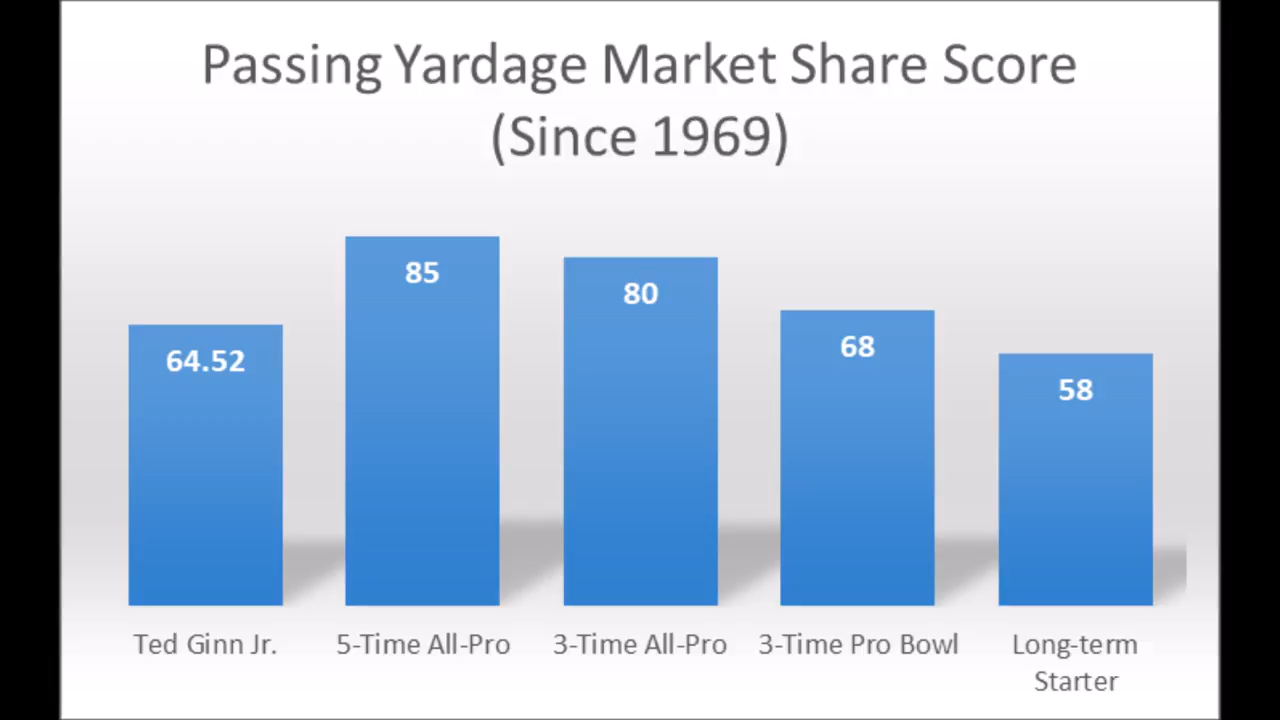 Passing Yardage Market Share Score
(Since 1969)
64.52
85
80
68
58
Ted Ginn Jr.
5-Time All-Pro
3-Time All-Pro
3-Time Pro Bowl
Long-term
Starter